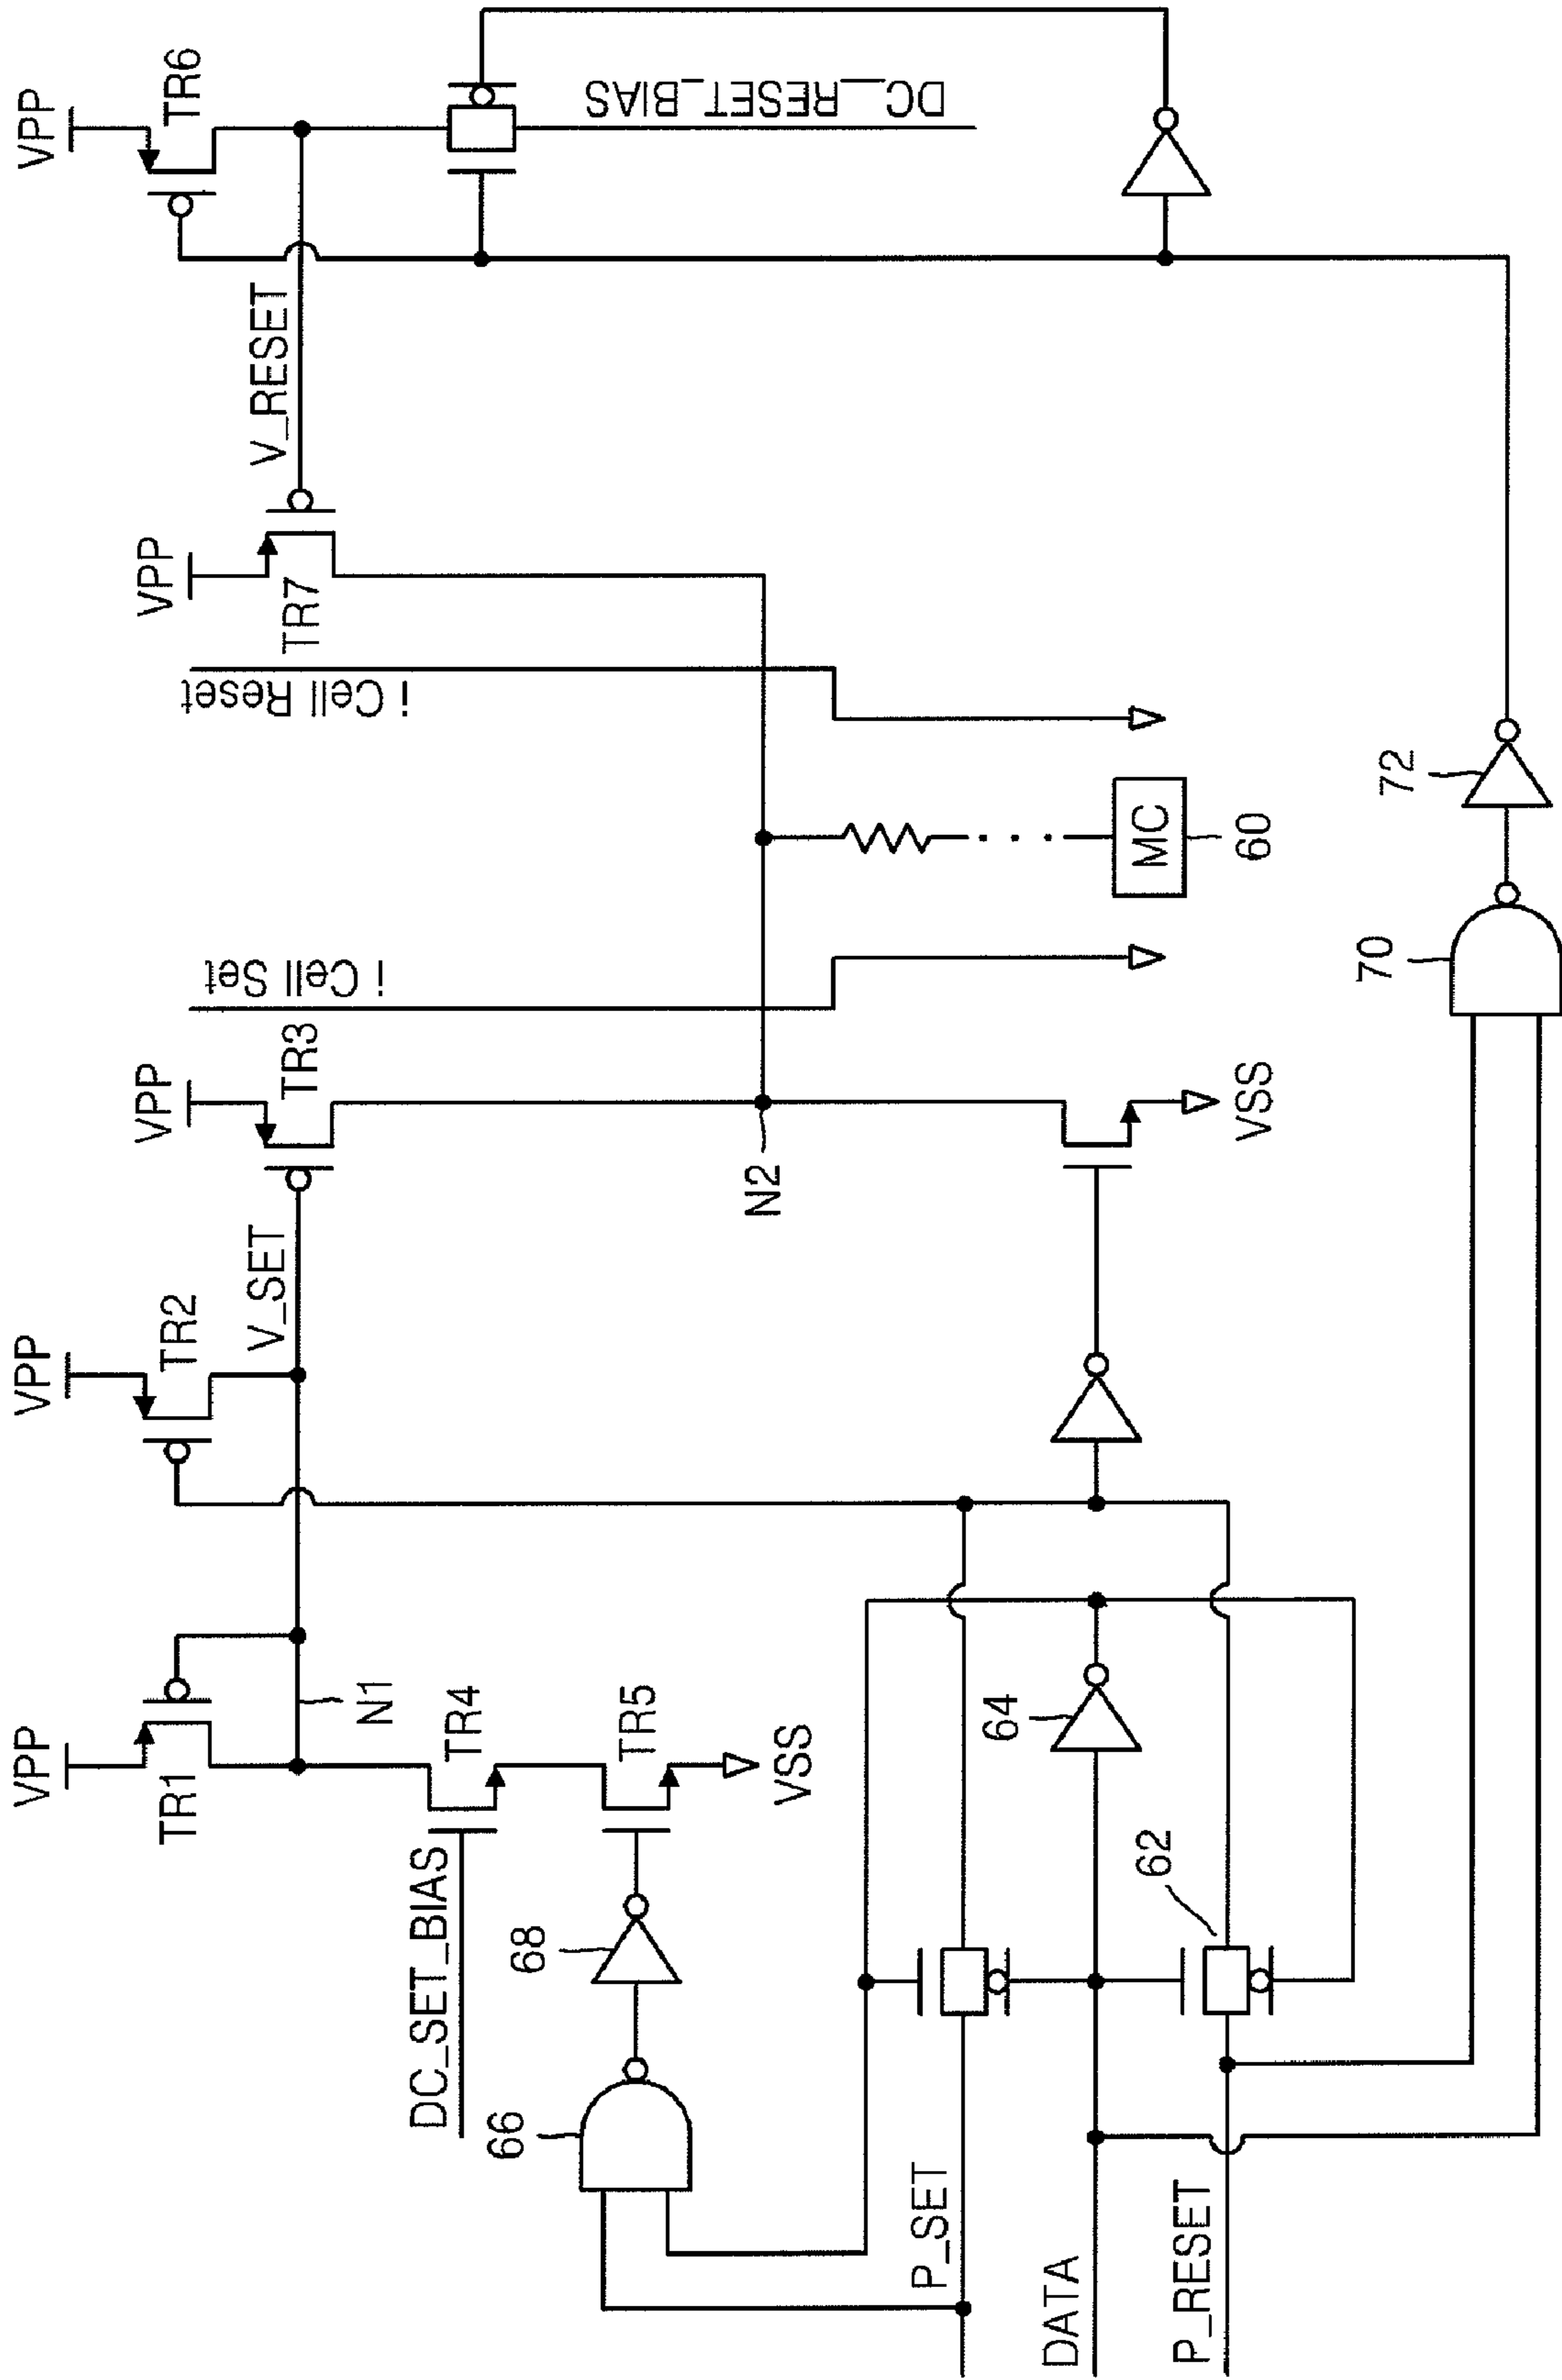 VPP
TR6
DC_RESET_BIAS
V_RESET
VPP
TR7
i Cell Reset
MC
60
72
70
i Cell Set
VPP
TR3
N2
VSS
VPP
TR2
V_SET
VPP
TR1
N1
TR4
TR5
VSS
DC_SET_BIAS
68
66
64
62
P_SET
DATA
P_RESET